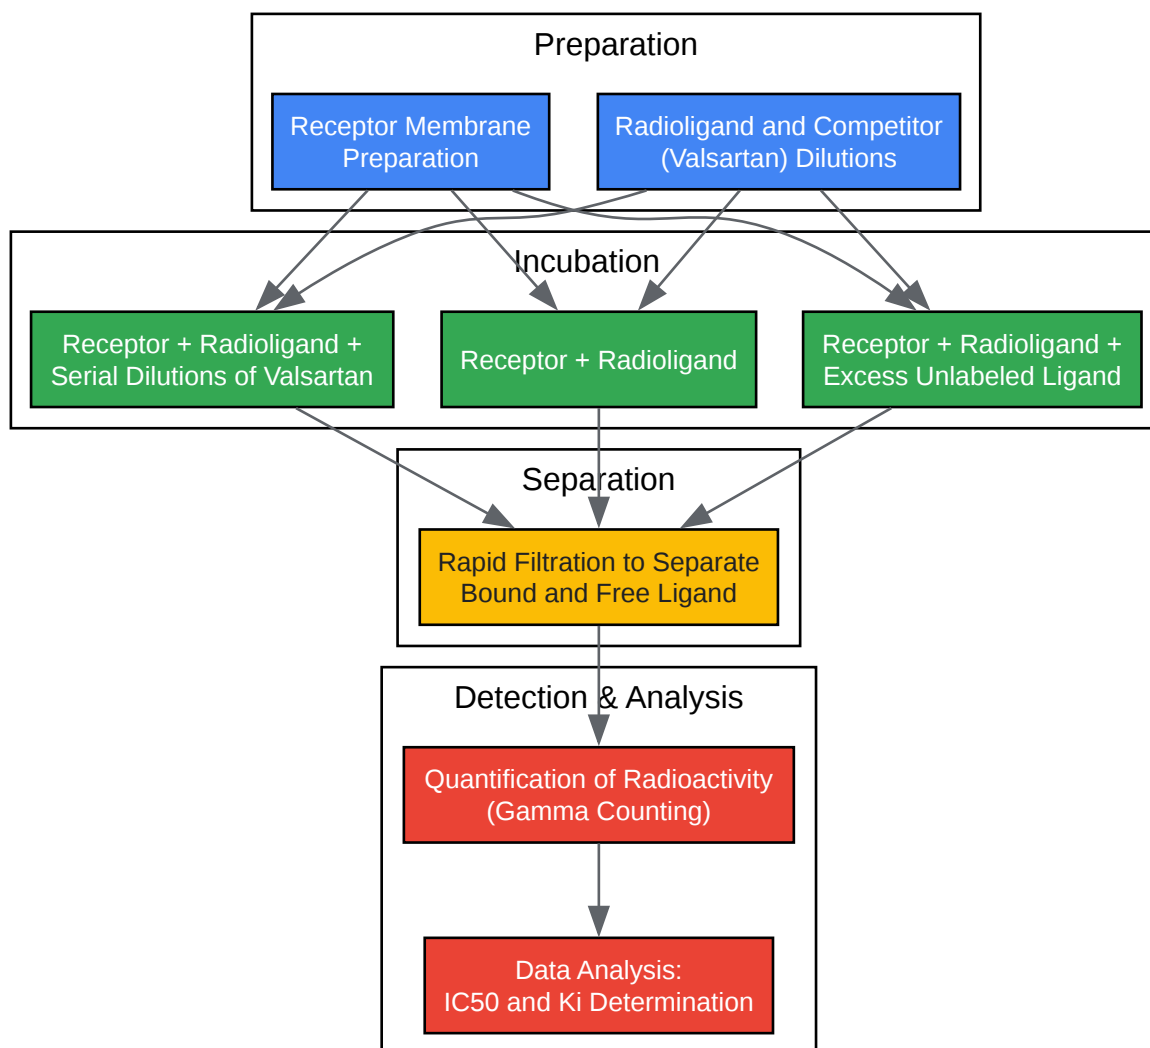 Preparation
Receptor Membrane
Preparation
Radioligand and Competitor
(Valsartan) Dilutions
Incubation
Receptor + Radioligand +
Serial Dilutions of Valsartan
Receptor + Radioligand
Receptor + Radioligand +
Excess Unlabeled Ligand
Separation
Rapid Filtration to Separate
Bound and Free Ligand
Detection & Analysis
Quantification of Radioactivity
(Gamma Counting)
Data Analysis:
IC50 and Ki Determination